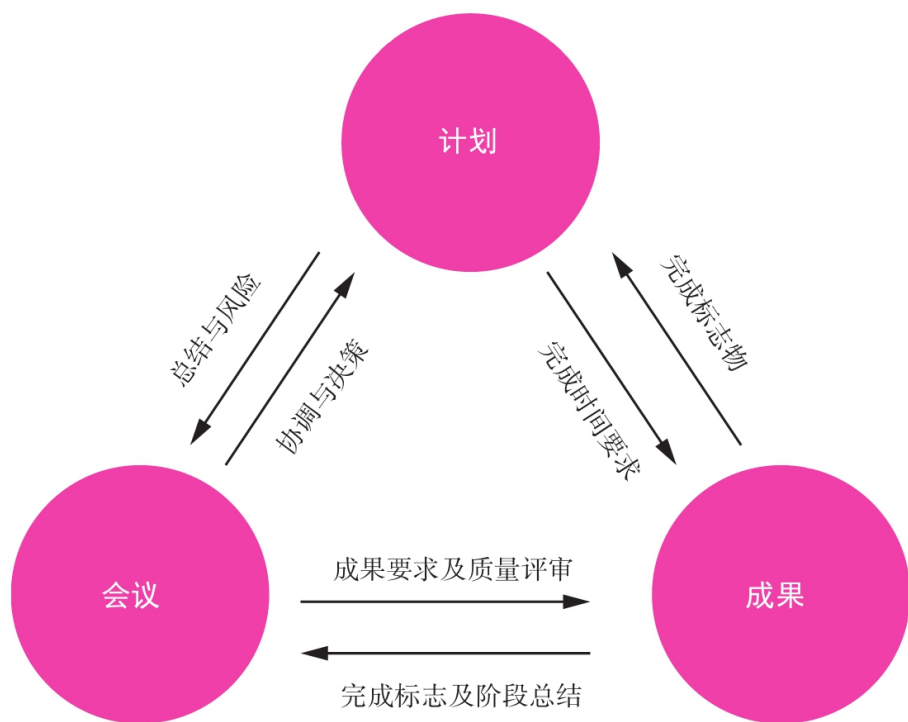 计划
总结与风险
协调与决策
完成时间要求
完成标志物
会议
成果要求及质量评审
完成标志及阶段总结
成果